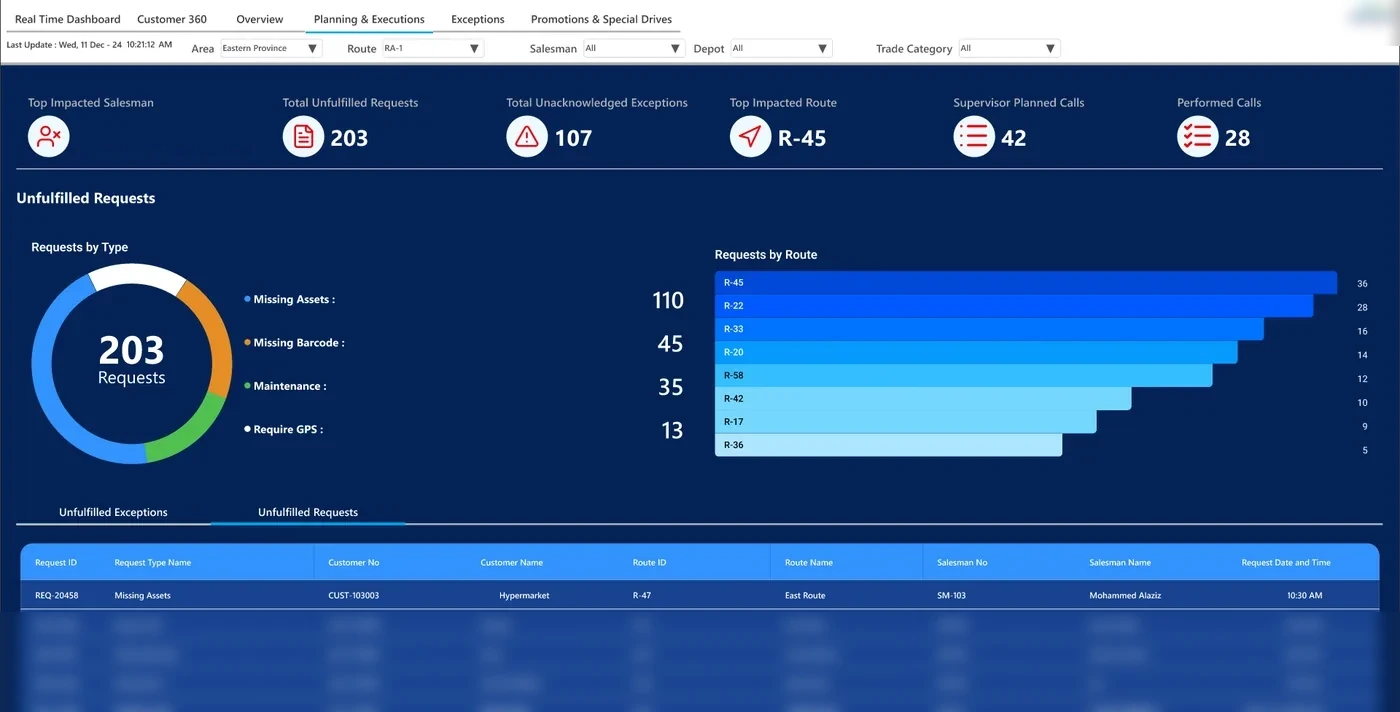 Real Time Dashboard Customer 360 Overview Planning & Executions Exceptions Promotions & Special Drives
Last Update : Wed, 11 Dec - 24 10:21:12 AM Area Eastern Province Route RA-1 Salesman All Depot All Trade Category All
Top Impacted Salesman
Total Unfulfilled Requests
203
Total Unacknowledged Exceptions
107
Top Impacted Route
R-45
Supervisor Planned Calls
42
Performed Calls
28
Unfulfilled Requests
Requests by Type
203
Requests
Missing Assets : 110
Missing Barcode : 45
Maintenance : 35
Require GPS : 13
Requests by Route
R-45 36
R-22 28
R-33 16
R-20 14
R-58 12
R-42 10
R-17 9
R-36 5
Unfulfilled Exceptions Unfulfilled Requests
Request ID Request Type Name Customer No Customer Name Route ID Route Name Salesman No Salesman Name Request Date and Time
REQ-20458 Missing Assets CUST-103003 Hypermarket R-47 East Route SM-103 Mohammed Alaziz 10:30 AM